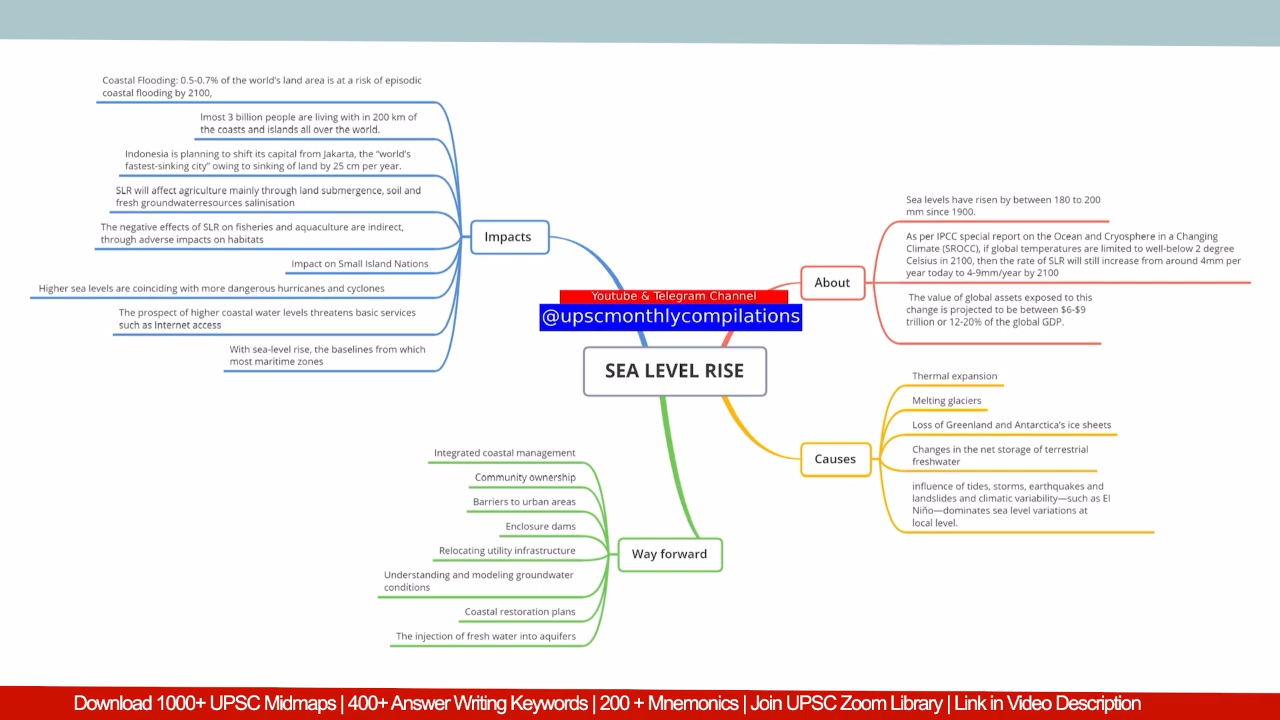 Coastal Flooding: 0.5-0.7% of the world's land area is at a risk of episodic
coastal flooding by 2100,
lmost 3 billion people are living with in 200 km of
the coasts and islands all over the world.
Indonesia is planning to shift its capital from Jakarta, the "world's
fastest-sinking city" owing to sinking of land by 25 cm per year.
SLR will affect agriculture mainly through land submergence, soil and
fresh groundwaterresources salinisation
The negative effects of SLR on fisheries and aquaculture are indirect,
through adverse impacts on habitats
Impact on Small Island Nations
Higher sea levels are coinciding with more dangerous hurricanes and cyclones
The prospect of higher coastal water levels threatens basic services
such as Internet access
With sea-level rise, the baselines from which
most maritime zones
Impacts
Youtube & Telegram Channel
@upscmonthlycompilations
SEA LEVEL RISE
About
Sea levels have risen by between 180 to 200
mm since 1900.
As per IPCC special report on the Ocean and Cryosphere in a Changing
Climate (SROCC), if global temperatures are limited to well-below 2 degree
Celsius in 2100, then the rate of SLR will still increase from around 4mm per
year today to 4-9mm/year by 2100
The value of global assets exposed to this
change is projected to be between $6-$9
trillion or 12-20% of the global GDP.
Causes
Thermal expansion
Melting glaciers
Loss of Greenland and Antarctica's ice sheets
Changes in the net storage of terrestrial
freshwater
influence of tides, storms, earthquakes and
landslides and climatic variability—such as El
Niño—dominates sea level variations at
local level.
Way forward
Integrated coastal management
Community ownership
Barriers to urban areas
Enclosure dams
Relocating utility infrastructure
Understanding and modeling groundwater
conditions
Coastal restoration plans
The injection of fresh water into aquifers
Download 1000+ UPSC Midmaps | 400+ Answer Writing Keywords | 200 + Mnemonics | Join UPSC Zoom Library | Link in Video Description